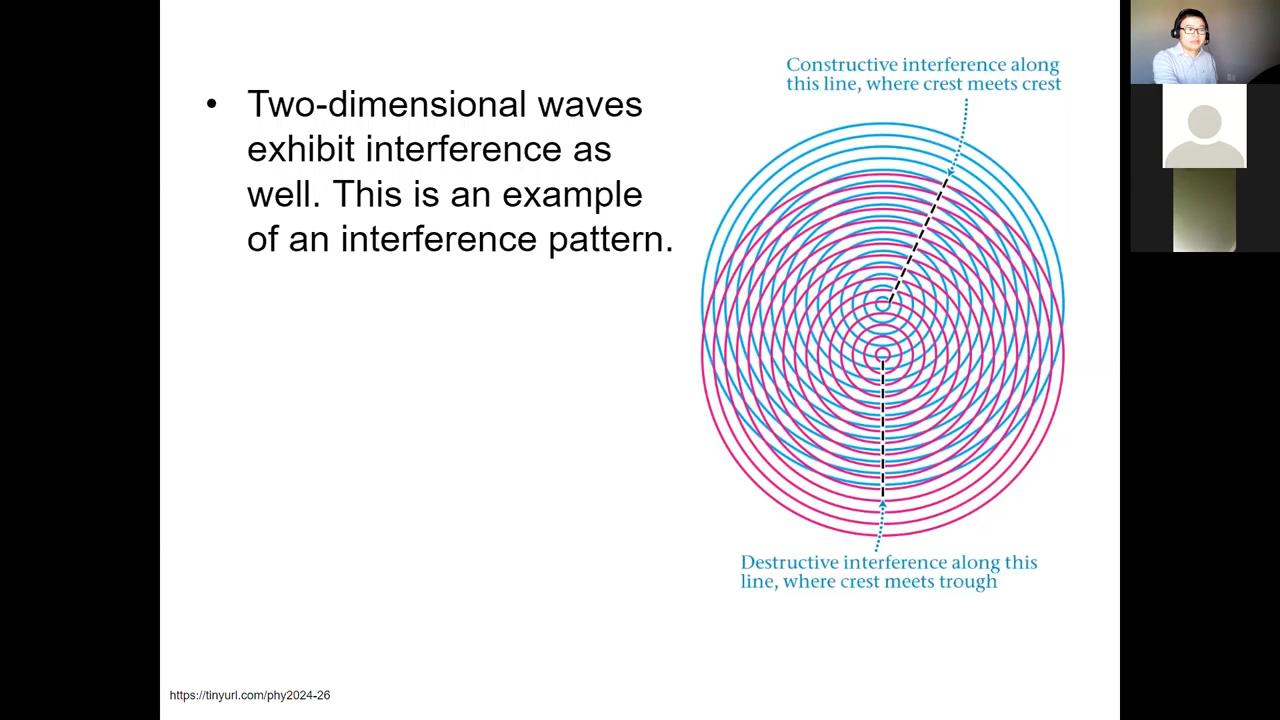 • Two-dimensional waves
exhibit interference as
well. This is an example
of an interference pattern.
Constructive interference along
this line, where crest meets crest
Destructive interference along this
line, where crest meets trough
https://tinyurl.com/phy2024-26